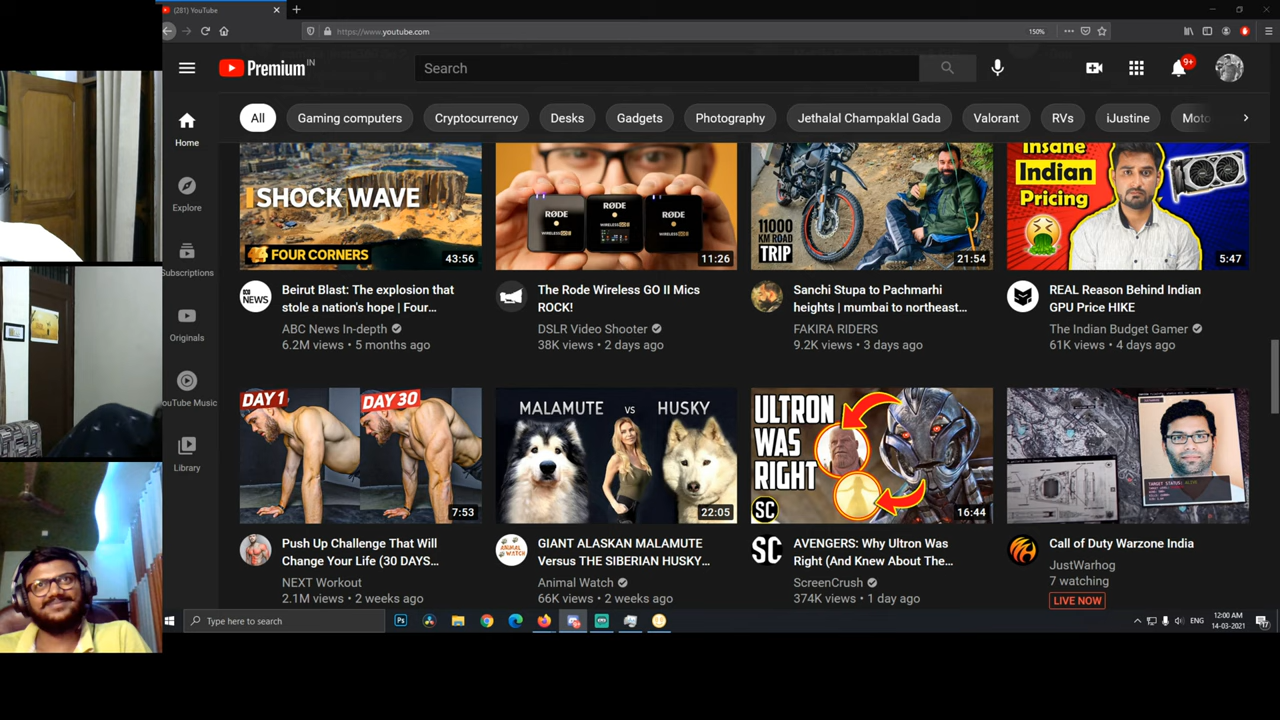 (281) YouTube
https://www.youtube.com
150%
Premium IN
Search
9+
All
Gaming computers
Cryptocurrency
Desks
Gadgets
Photography
Jethalal Champaklal Gada
Valorant
RVs
iJustine
Moto
Home
Explore
Subscriptions
Originals
YouTube Music
Library
SHOCK WAVE
FOUR CORNERS
43:56
NEWS
Beirut Blast: The explosion that
stole a nation's hope | Four...
ABC News In-depth
6.2M views • 5 months ago
RØDE
RØDE
RØDE
11:26
The Rode Wireless GO II Mics
ROCK!
DSLR Video Shooter
38K views • 2 days ago
11000
KM ROAD
TRIP
21:54
Sanchi Stupa to Pachmarhi
heights | mumbai to northeast...
FAKIRA RIDERS
9.2K views • 3 days ago
Insane
Indian
Pricing
5:47
REAL Reason Behind Indian
GPU Price HIKE
The Indian Budget Gamer
61K views • 4 days ago
DAY 1
DAY 30
7:53
Push Up Challenge That Will
Change Your Life (30 DAYS...
NEXT Workout
2.1M views • 2 weeks ago
MALAMUTE VS HUSKY
22:05
ANIMAL
WATCH
GIANT ALASKAN MALAMUTE
Versus THE SIBERIAN HUSKY...
Animal Watch
66K views • 2 weeks ago
ULTRON
WAS
RIGHT
SC
16:44
SC
AVENGERS: Why Ultron Was
Right (And Knew About The...
ScreenCrush
374K views • 1 day ago
Call of Duty Warzone India
JustWarhog
7 watching
LIVE NOW
Type here to search
Ps
ENG
12:00 AM
14-03-2021
17